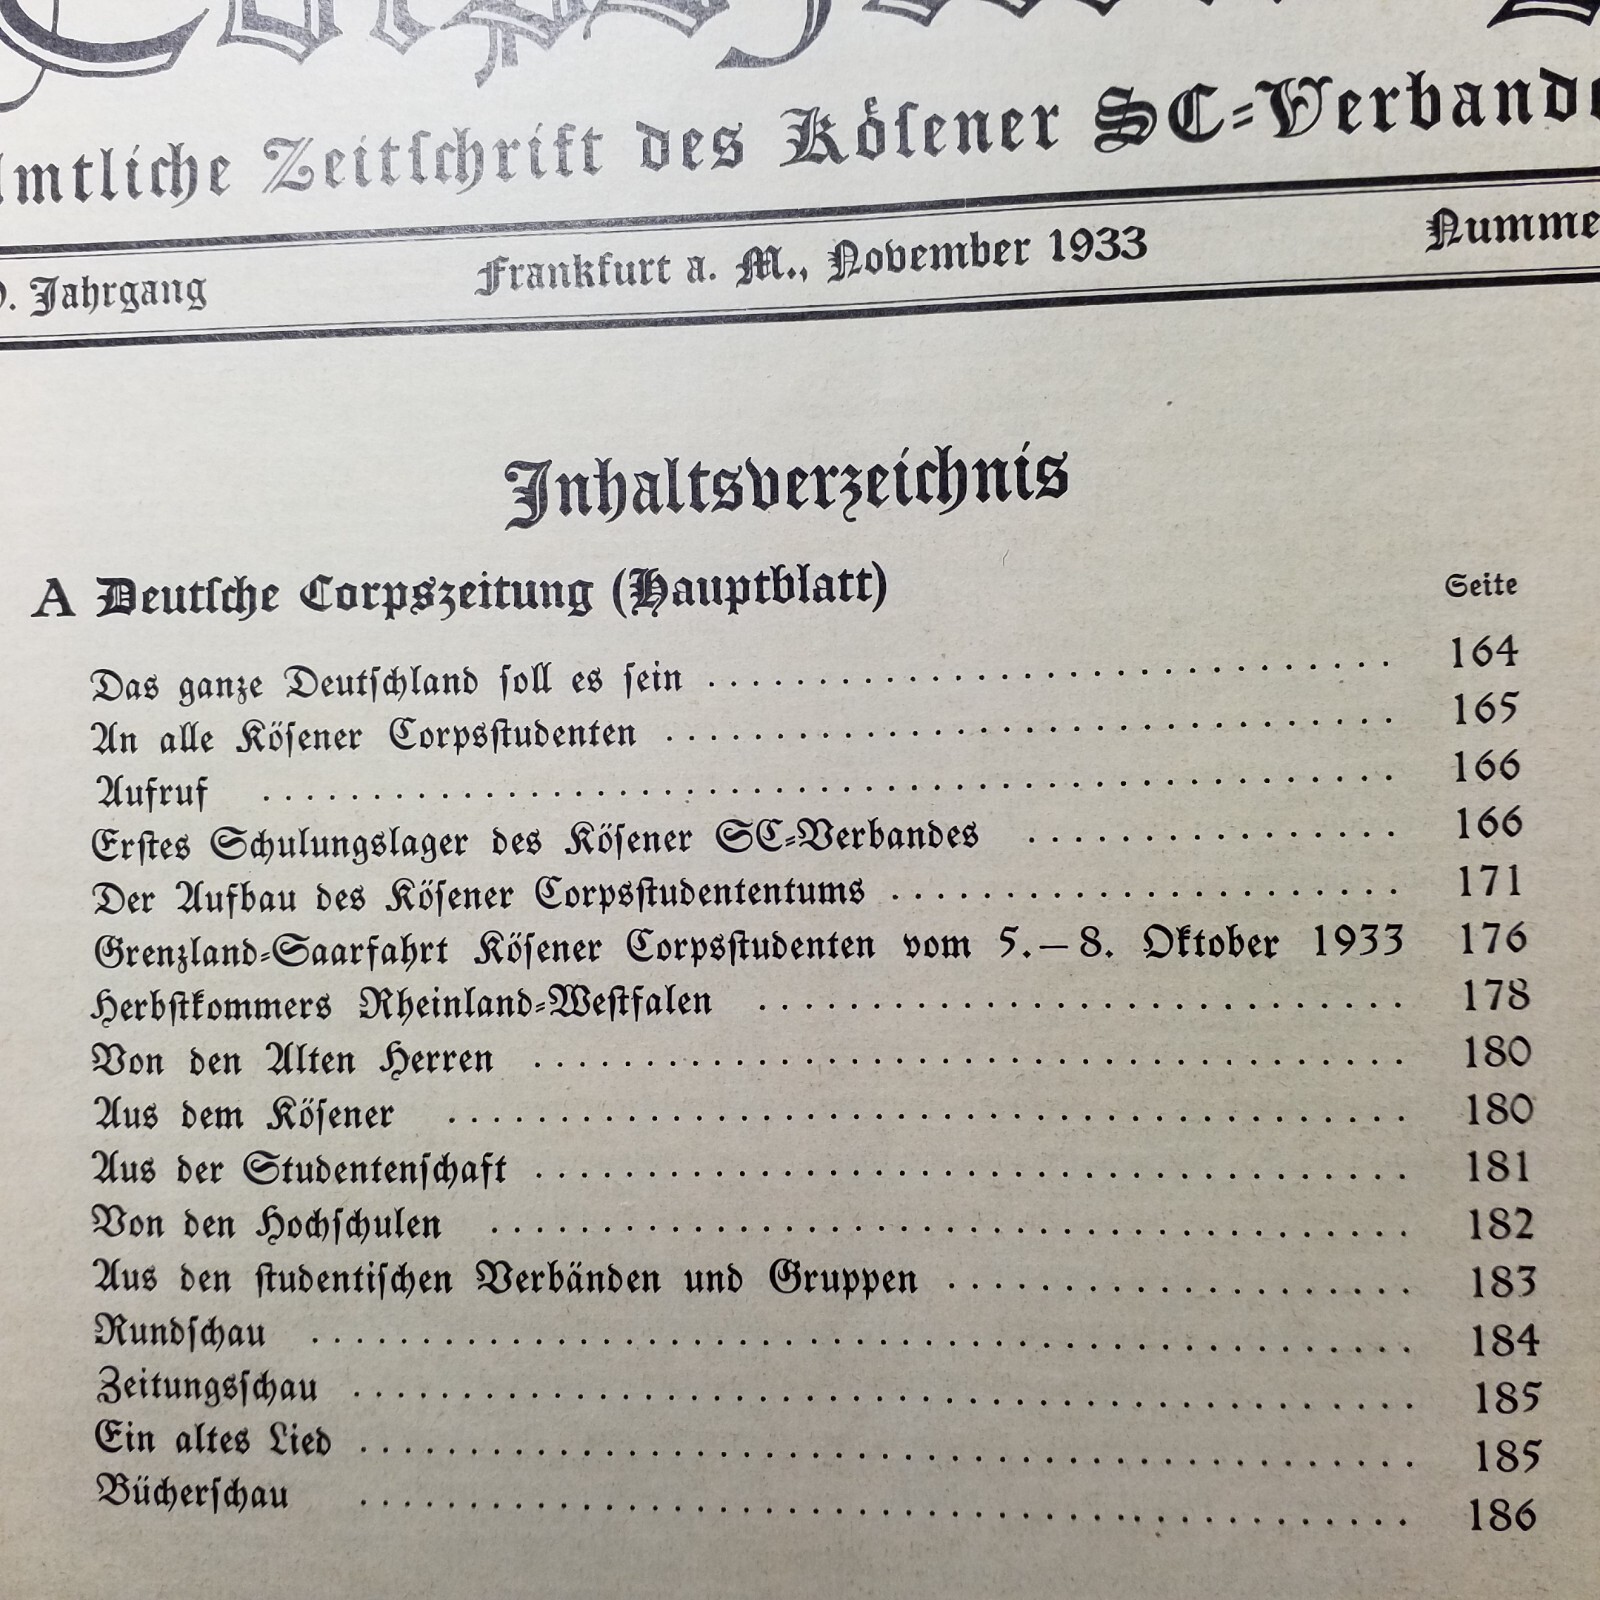 Amtliche Zeitschrift des Kösener SC-Verbandes
Jahrgang Frankfurt a. M., November 1933 Nummer
Inhaltsverzeichnis
A Deutsche Corpszeitung (Hauptblatt) Seite
Das ganze Deutschland soll es sein 164
An alle Kösener Corpsstudenten 165
Aufruf 166
Erstes Schulungslager des Kösener SC-Verbandes 166
Der Aufbau des Kösener Corpsstudententums 171
Grenzland-Saarfahrt Kösener Corpsstudenten vom 5.—8. Oktober 1933 176
Herbstkommers Rheinland-Westfalen 178
Von den Alten Herren 180
Aus dem Kösener 180
Aus der Studentenschaft 181
Von den Hochschulen 182
Aus den studentischen Verbänden und Gruppen 183
Rundschau 184
Zeitungsschau 185
Ein altes Lied 185
Bücherschau 186